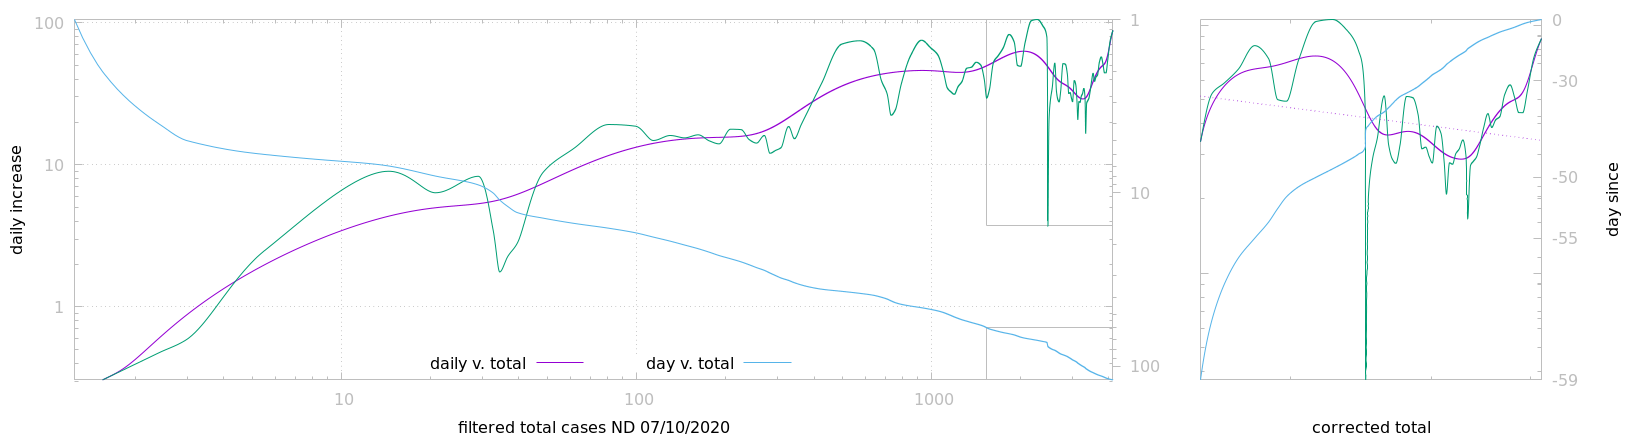 100
10
1
daily increase
10
100
1000
filtered total cases ND 07/10/2020
daily v. total
day v. total
1
10
100
0
-30
-50
-55
-59
day since
corrected total